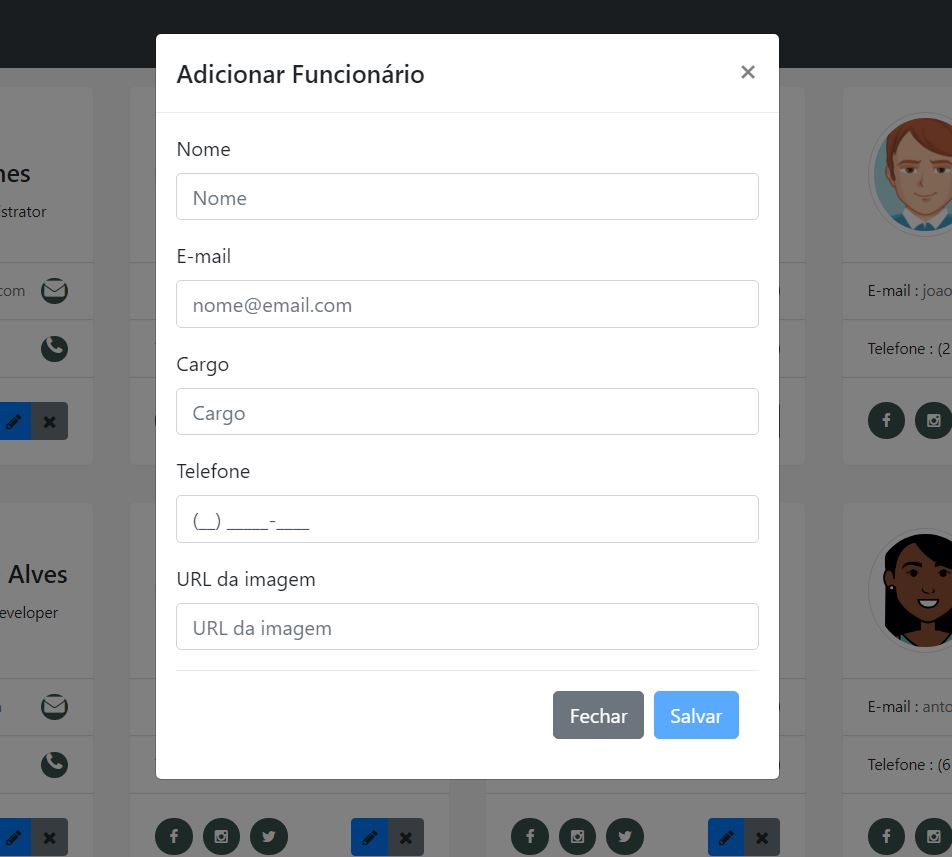 Adicionar Funcionário
×
Nome
Nome
E-mail
nome@email.com
Cargo
Cargo
Telefone
(__) _____-____
URL da imagem
URL da imagem
Fechar Salvar
nes
strator
com
Alves
eveloper
E-mail : joao
Telefone : (2
E-mail : anto
Telefone : (6